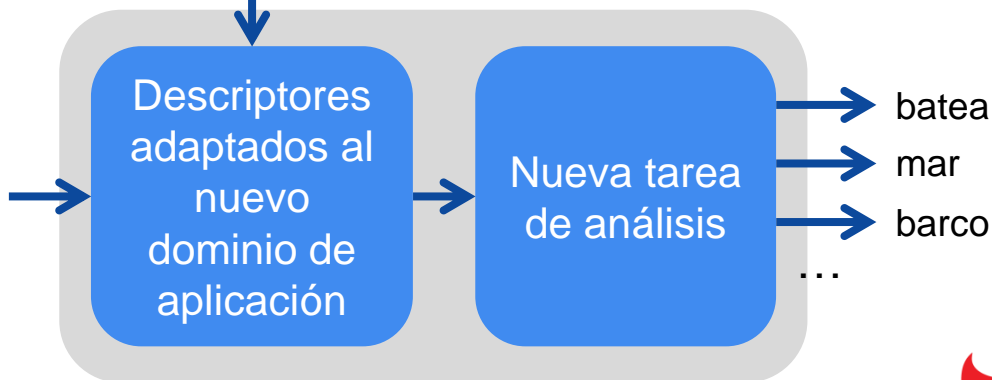 Descriptores
adaptados al
nuevo
dominio de
aplicación
Nueva tarea
de análisis
batea
mar
barco
...